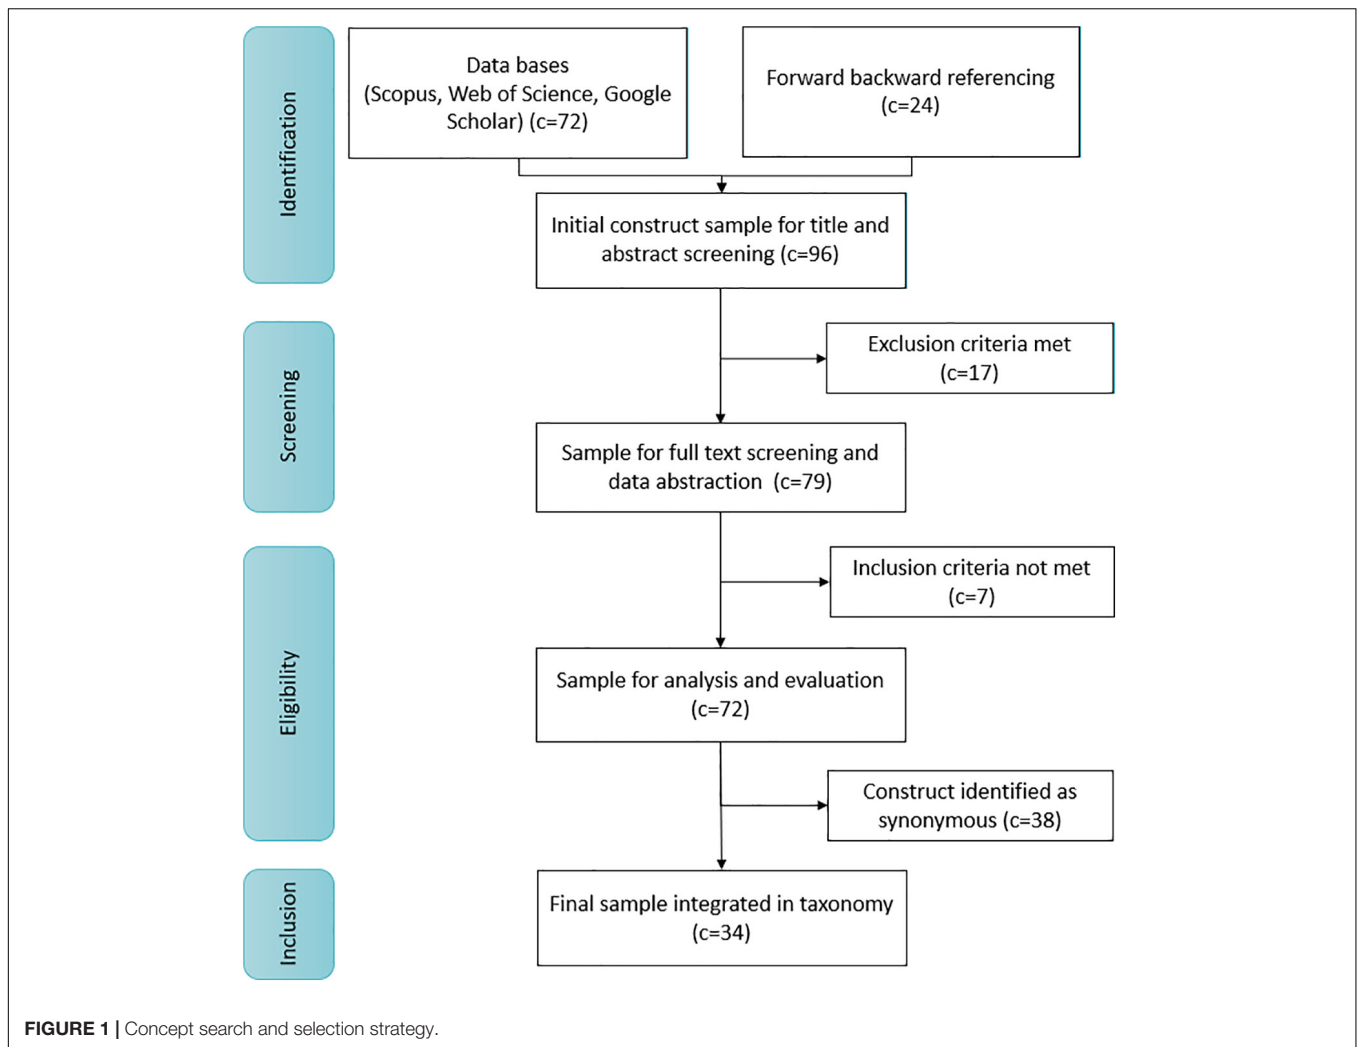 Identification
Data bases
(Scopus, Web of Science, Google
Scholar) (c=72)
Forward backward referencing
(c=24)
Initial construct sample for title and
abstract screening (c=96)
Screening
Exclusion criteria met
(c=17)
Sample for full text screening and
data abstraction (c=79)
Eligibility
Inclusion criteria not met
(c=7)
Sample for analysis and evaluation
(c=72)
Construct identified as
synonymous (c=38)
Inclusion
Final sample integrated in taxonomy
(c=34)
FIGURE 1 | Concept search and selection strategy.